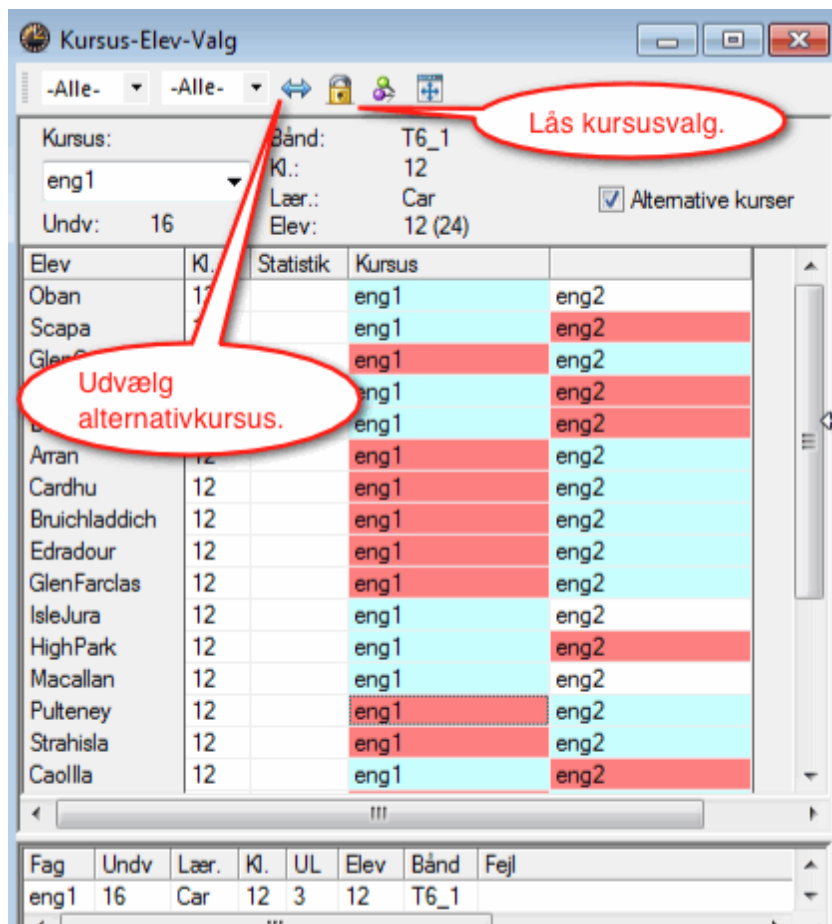 Kursus-Elev-Valg
-Alle- -Alle-
Lås kursusvalg.
Kursus: Bånd: T6_1
eng1 Kl.: 12
Lær.: Car Alternative kurser
Undv: 16 Elev: 12 (24)
Elev Kl. Statistik Kursus
Oban 12 eng1 eng2
Scapa eng1 eng2
eng1 eng2
Udvælg
alternativkursus.
eng1 eng2
eng1 eng2
Arran 12 eng1 eng2
Cardhu 12 eng1 eng2
Bruichladdich 12 eng1 eng2
Edradour 12 eng1 eng2
GlenFarclas 12 eng1 eng2
IsleJura 12 eng1 eng2
HighPark 12 eng1 eng2
Macallan 12 eng1 eng2
Pulteney 12 eng1 eng2
Strahisla 12 eng1 eng2
CaolIla 12 eng1 eng2
Fag Undv Lær. Kl. UL Elev Bånd Fejl
eng1 16 Car 12 3 12 T6_1